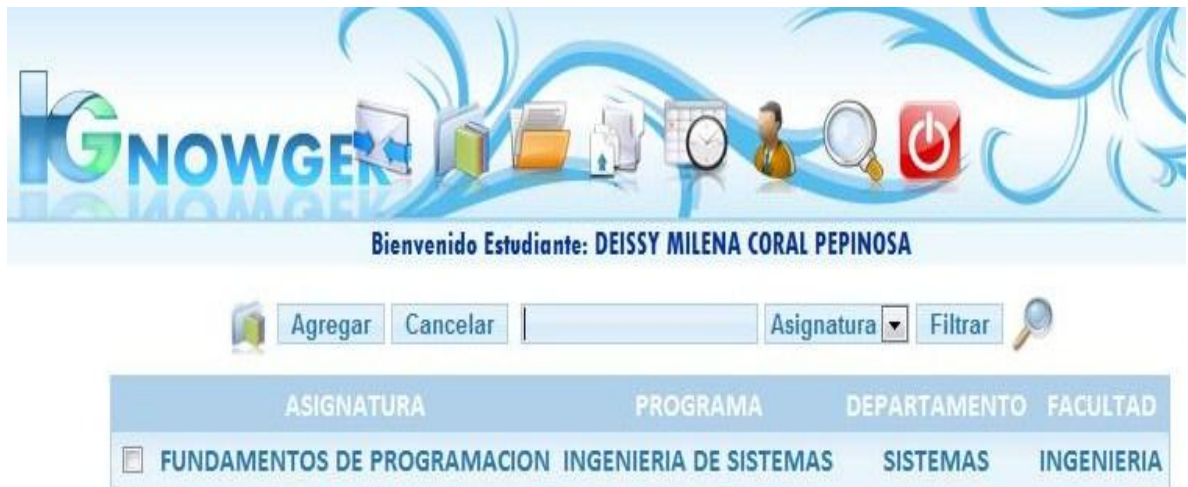 KGNOWGER
Bienvenido Estudiante: DEISSY MILENA CORAL PEPINOSA
Agregar Cancelar Asignatura Filtrar
ASIGNATURA PROGRAMA DEPARTAMENTO FACULTAD
FUNDAMENTOS DE PROGRAMACION INGENIERIA DE SISTEMAS SISTEMAS INGENIERIA